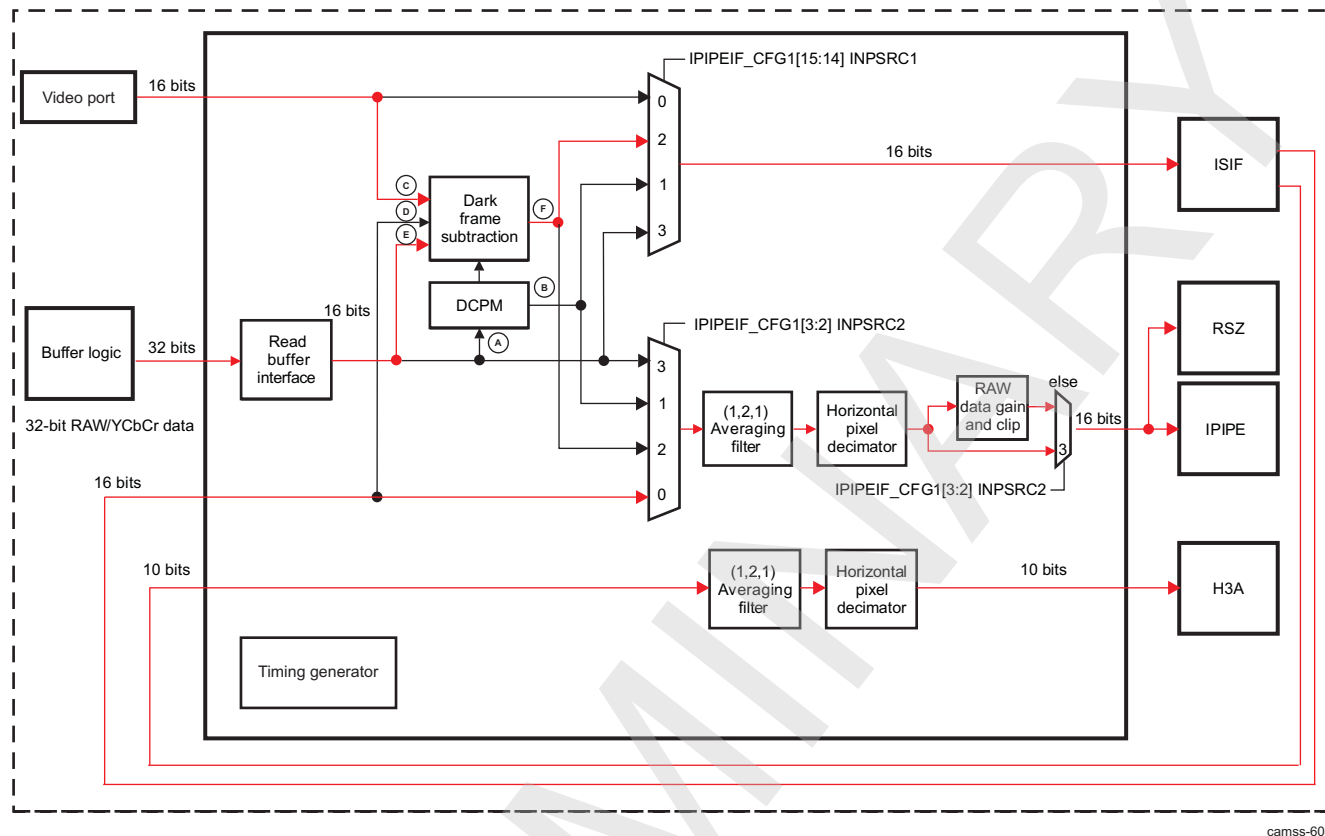 IPIPEIF_CFG1[15:14] INPSRC1
16 bits
Video port
0
2
16 bits
ISIF
1
3
C
D
E
Dark
frame
subtraction
F
B
DCPM
A
16 bits
Buffer logic
32 bits
Read
buffer
interface
32-bit RAW/YCbCr data
IPIPEIF_CFG1[3:2] INPSRC2
3
1
2
0
(1,2,1)
Averaging
filter
Horizontal
pixel
decimator
RAW
data gain
and clip
else
3
16 bits
IPIPEIF_CFG1[3:2] INPSRC2
RSZ
IPIPE
16 bits
10 bits
(1,2,1)
Averaging
filter
Horizontal
pixel
decimator
10 bits
H3A
Timing generator
MINARY
camss-60